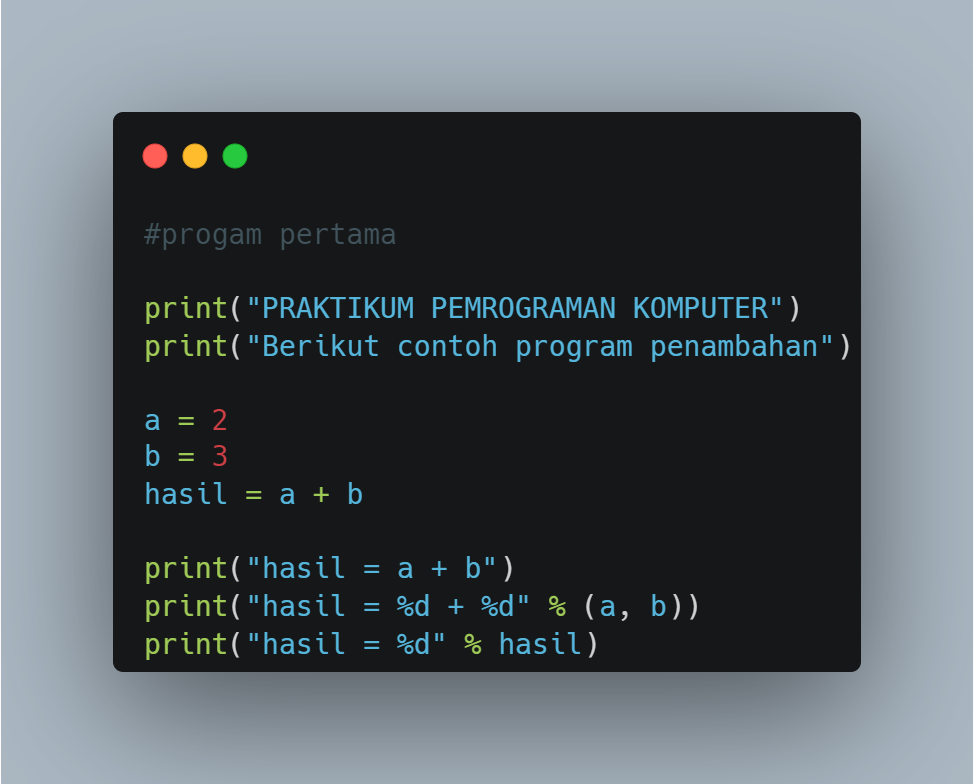 #progam pertama
print("PRAKTIKUM PEMROGRAMAN KOMPUTER")
print("Berikut contoh program penambahan")
a = 2
b = 3
hasil = a + b
print("hasil = a + b")
print("hasil = %d + %d" % (a, b))
print("hasil = %d" % hasil)